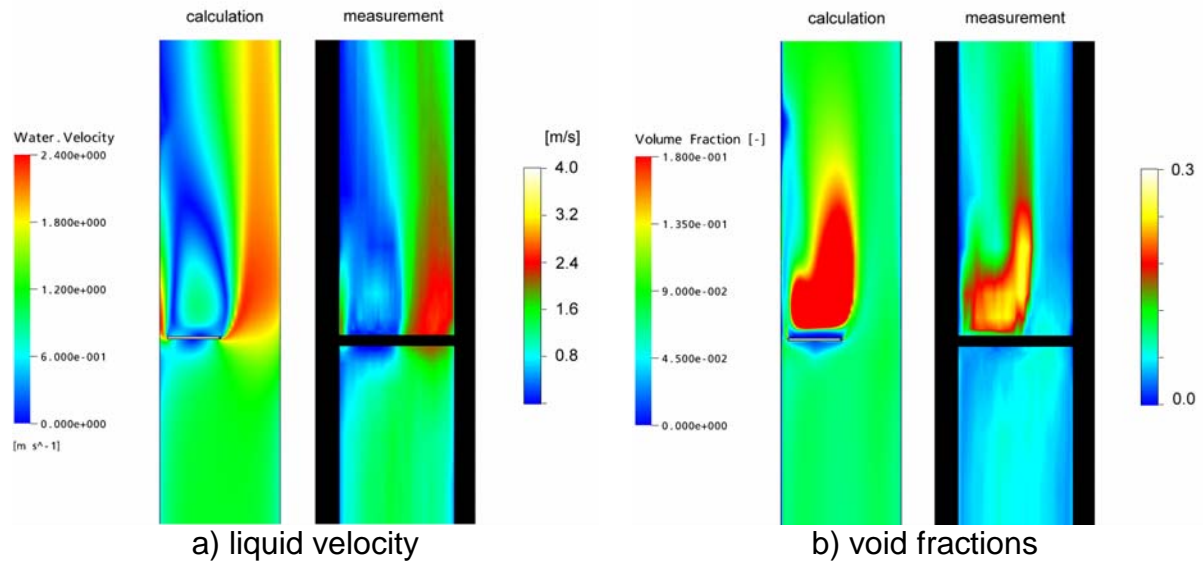 calculation
measurement
Water.Velocity
2.400e+000
1.800e+000
1.200e+000
6.000e-001
0.000e+000
[m s^-1]
[m/s]
4.0
3.2
2.4
1.6
0.8
a) liquid velocity
calculation
measurement
Volume Fraction [-]
1.800e-001
1.350e-001
9.000e-002
4.500e-002
0.000e+000
0.3
0.0
b) void fractions